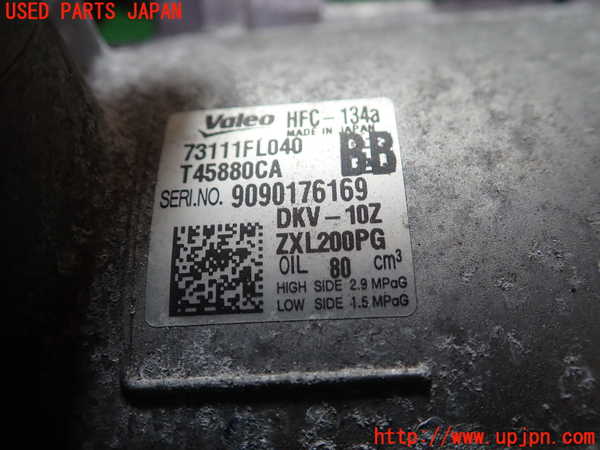 USED PARTS JAPAN
Valeo HFC-134a
MADE IN JAPAN
73111FL040 BB
T45880CA
SERI.NO. 9090176169
DKV-10Z
ZXL200PG
OIL 80 cm³
HIGH SIDE 2.9 MPaG
LOW SIDE 1.5 MPaG
http://www.upjpn.com/